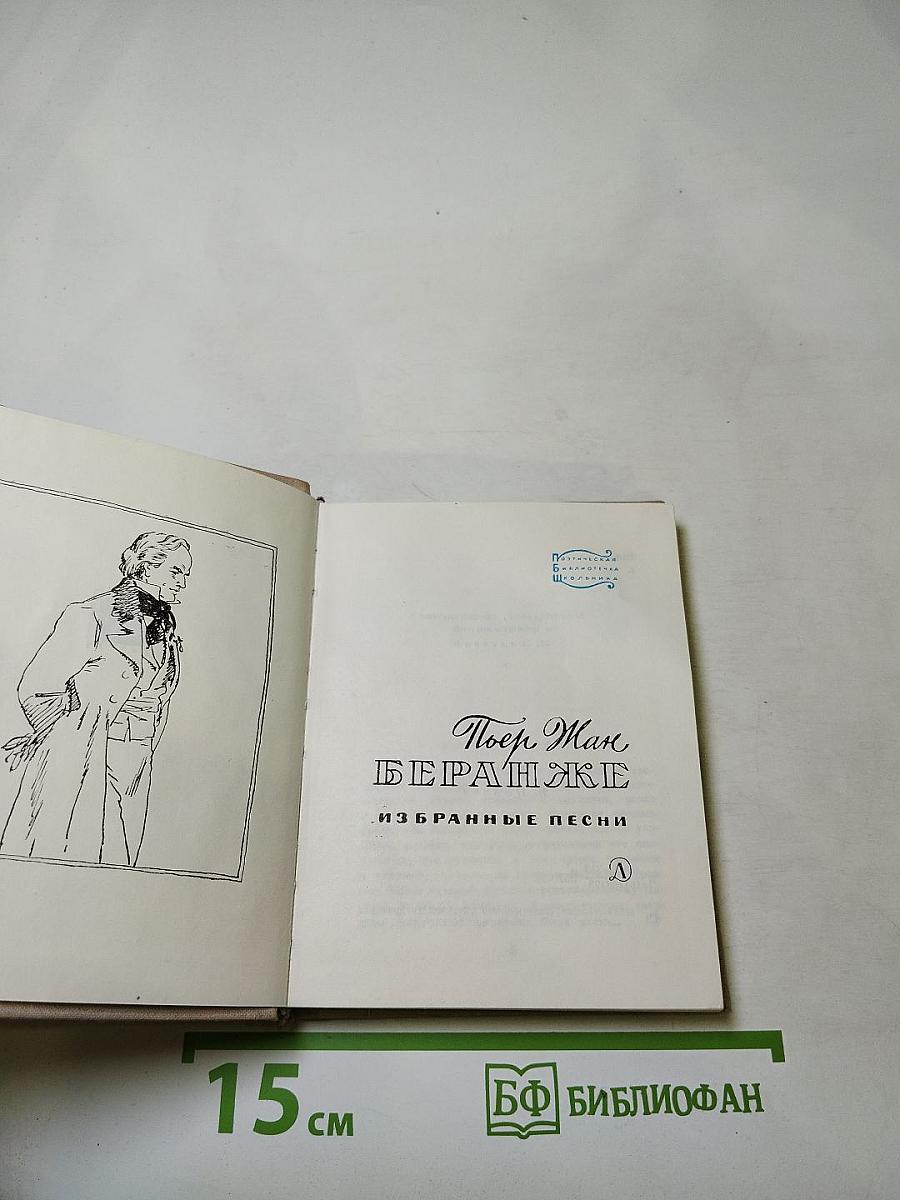 Поэтическая
Библиотечка
Школьника
Пьер Жан
БЕРАНЖЕ
ИЗБРАННЫЕ ПЕСНИ
Д
15 см
БФ БИБЛИОФАН